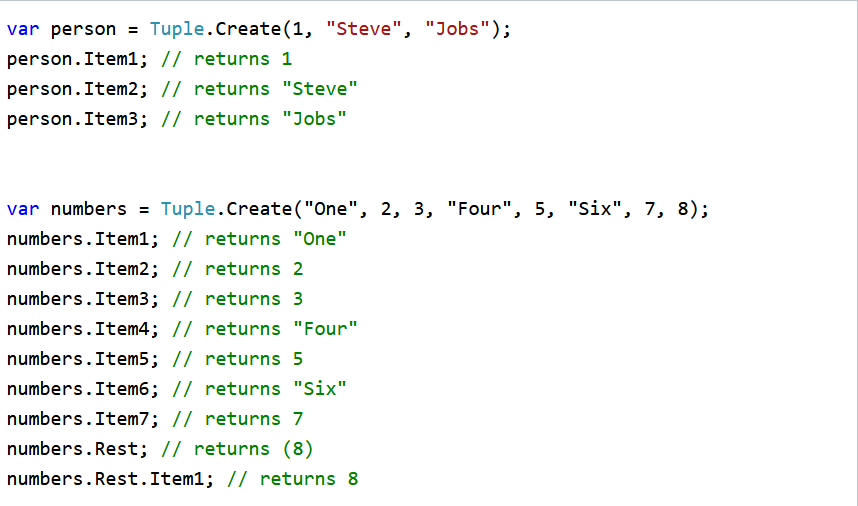 var person = Tuple.Create(1, "Steve", "Jobs");
person.Item1; // returns 1
person.Item2; // returns "Steve"
person.Item3; // returns "Jobs"
var numbers = Tuple.Create("One", 2, 3, "Four", 5, "Six", 7, 8);
numbers.Item1; // returns "One"
numbers.Item2; // returns 2
numbers.Item3; // returns 3
numbers.Item4; // returns "Four"
numbers.Item5; // returns 5
numbers.Item6; // returns "Six"
numbers.Item7; // returns 7
numbers.Rest; // returns (8)
numbers.Rest.Item1; // returns 8